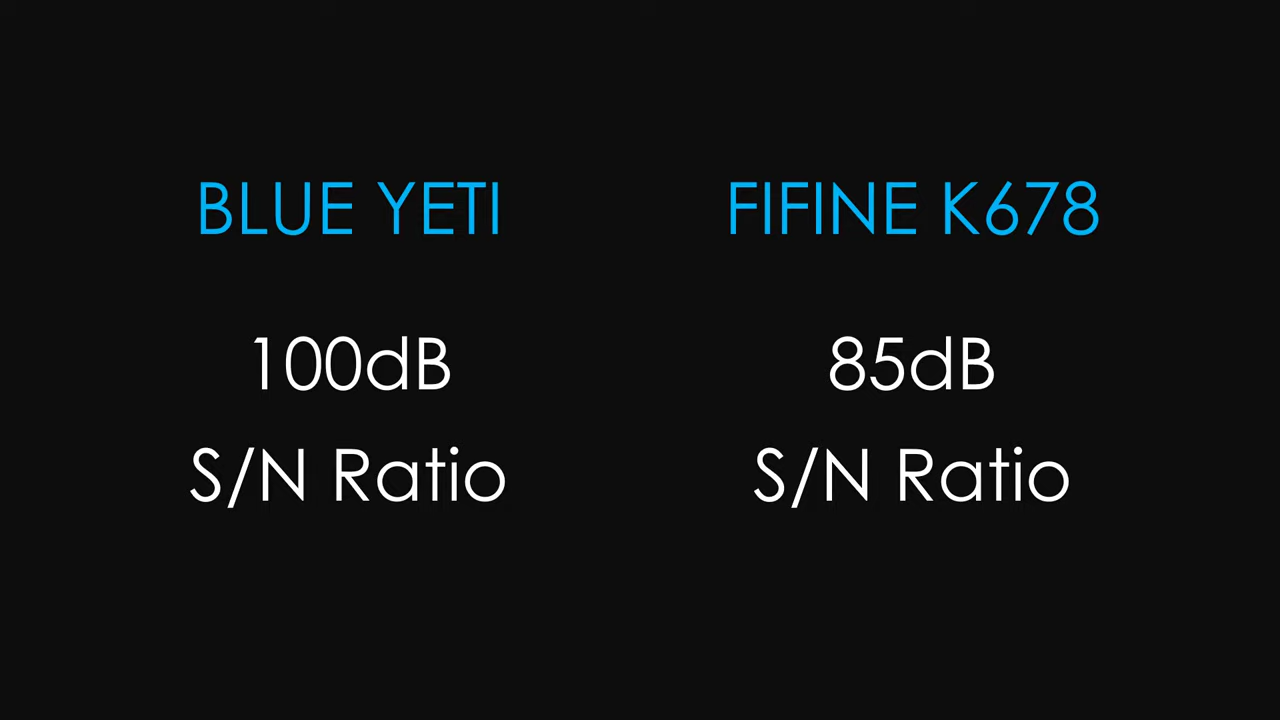 BLUE YETI
100dB
S/N Ratio
FIFINE K678
85dB
S/N Ratio